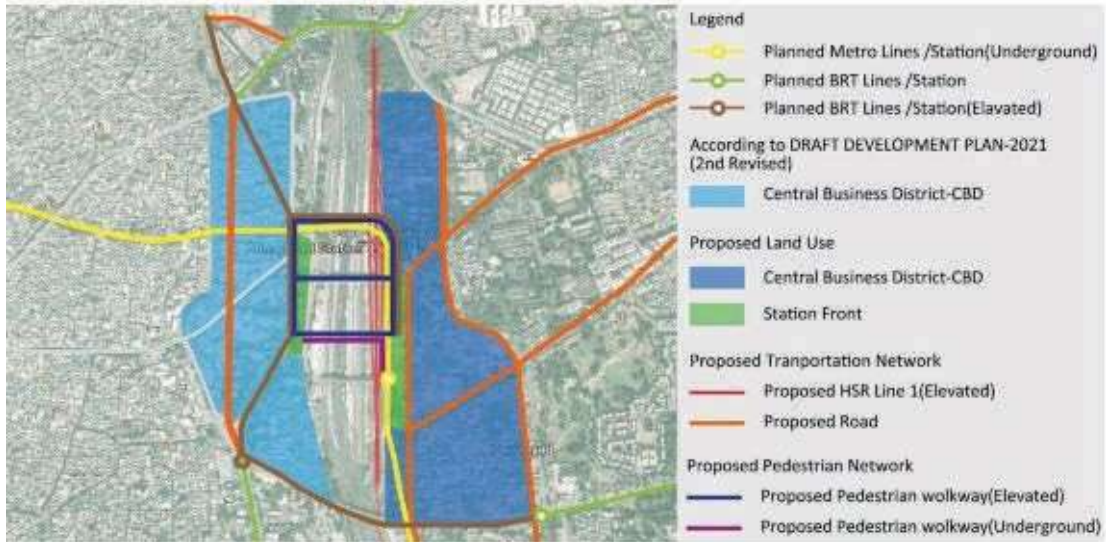 Legend
Planned Metro Lines /Station(Underground)
Planned BRT Lines /Station
Planned BRT Lines /Station(Elavated)
According to DRAFT DEVELOPMENT PLAN-2021
(2nd Revised)
Central Business District-CBD
Proposed Land Use
Central Business District-CBD
Station Front
Proposed Tranportation Network
Proposed HSR Line 1(Elevated)
Proposed Road
Proposed Pedestrian Network
Proposed Pedestrian wolkway(Elevated)
Proposed Pedestrian wolkway(Underground)